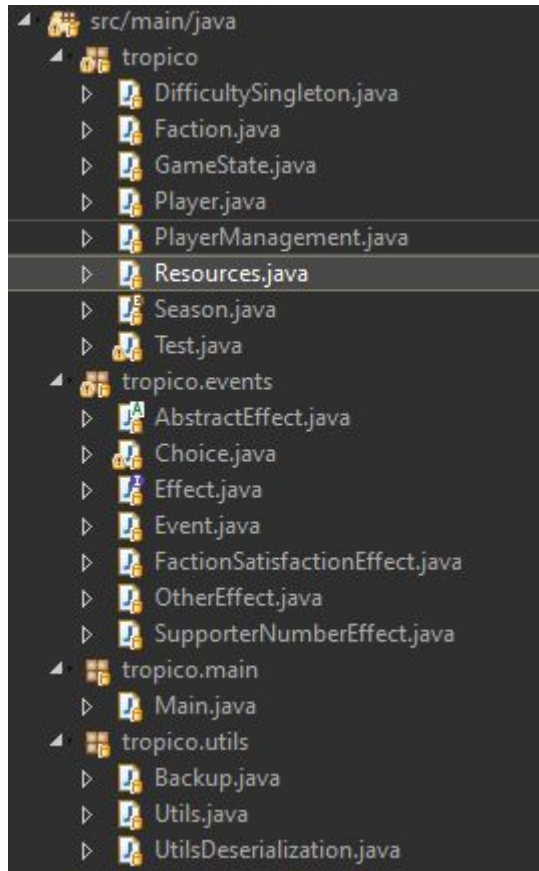 src/main/java
tropico
DifficultySingleton.java
Faction.java
GameState.java
Player.java
PlayerManagement.java
Resources.java
Season.java
Test.java
tropico.events
AbstractEffect.java
Choice.java
Effect.java
Event.java
FactionSatisfactionEffect.java
OtherEffect.java
SupporterNumberEffect.java
tropico.main
Main.java
tropico.utils
Backup.java
Utils.java
UtilsDeserialization.java